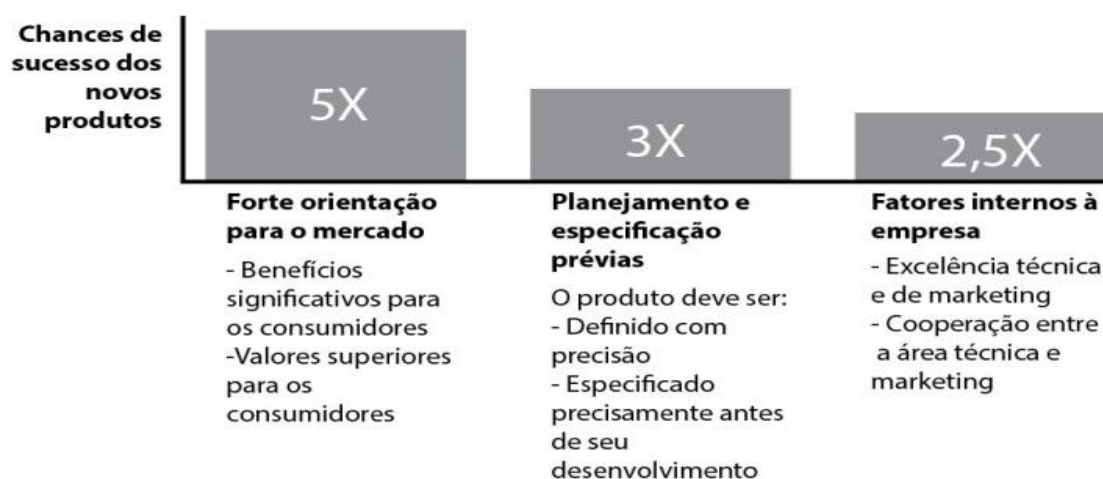 Chances de
sucesso dos
novos
produtos
5X
3X
2,5X
Forte orientação
para o mercado
- Benefícios
significativos para
os consumidores
-Valores superiores
para os
consumidores
Planejamento e
especificação
prévias
O produto deve ser:
- Definido com
precisão
- Especificado
precisamente antes
de seu
desenvolvimento
Fatores internos à
empresa
- Excelência técnica
e de marketing
- Cooperação entre
a área técnica e
marketing